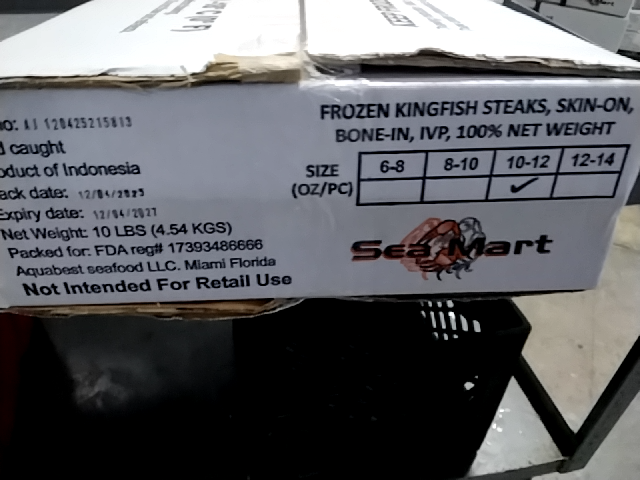 no: AI 120425215813
d caught
oduct of Indonesia
ack date: 12/04/2025
Expiry date: 12/04/2027
Net Weight: 10 LBS (4.54 KGS)
Packed for: FDA reg# 17393486666
Aquabest seafood LLC. Miami Florida
Not Intended For Retail Use
FROZEN KINGFISH STEAKS, SKIN-ON,
BONE-IN, IVP, 100% NET WEIGHT
SIZE (OZ/PC) 6-8 8-10 10-12 12-14
✓
Sea Mart